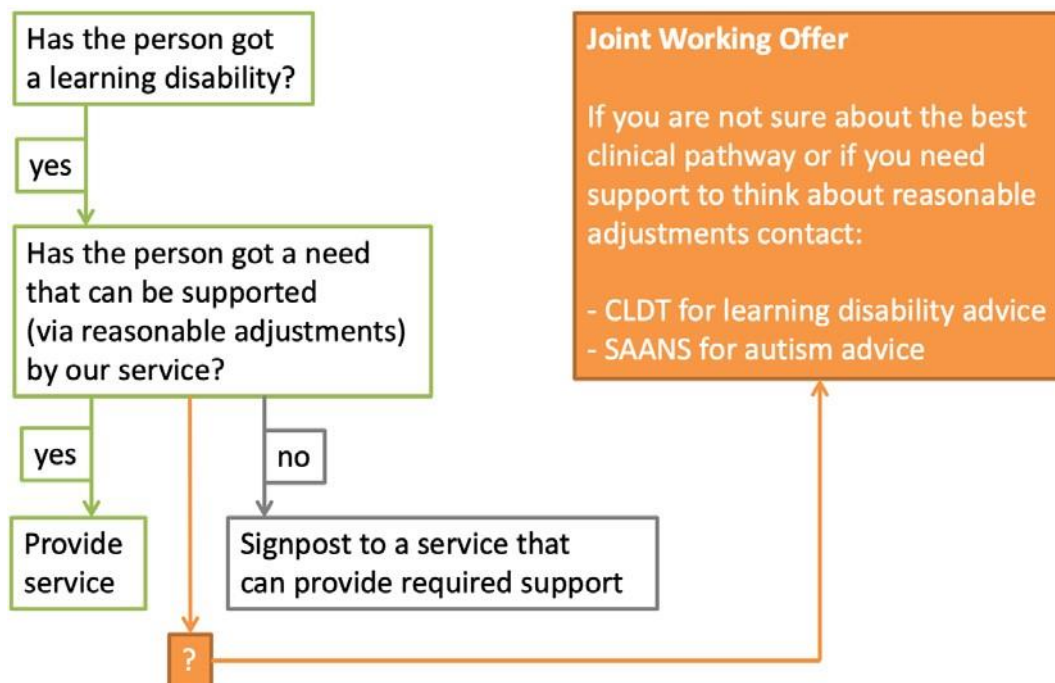 Has the person got
a learning disability?
yes
Has the person got a need
that can be supported
(via reasonable adjustments)
by our service?
yes
no
Provide
service
Signpost to a service that
can provide required support
?
Joint Working Offer
If you are not sure about the best
clinical pathway or if you need
support to think about reasonable
adjustments contact:
- CLDT for learning disability advice
- SAANS for autism advice